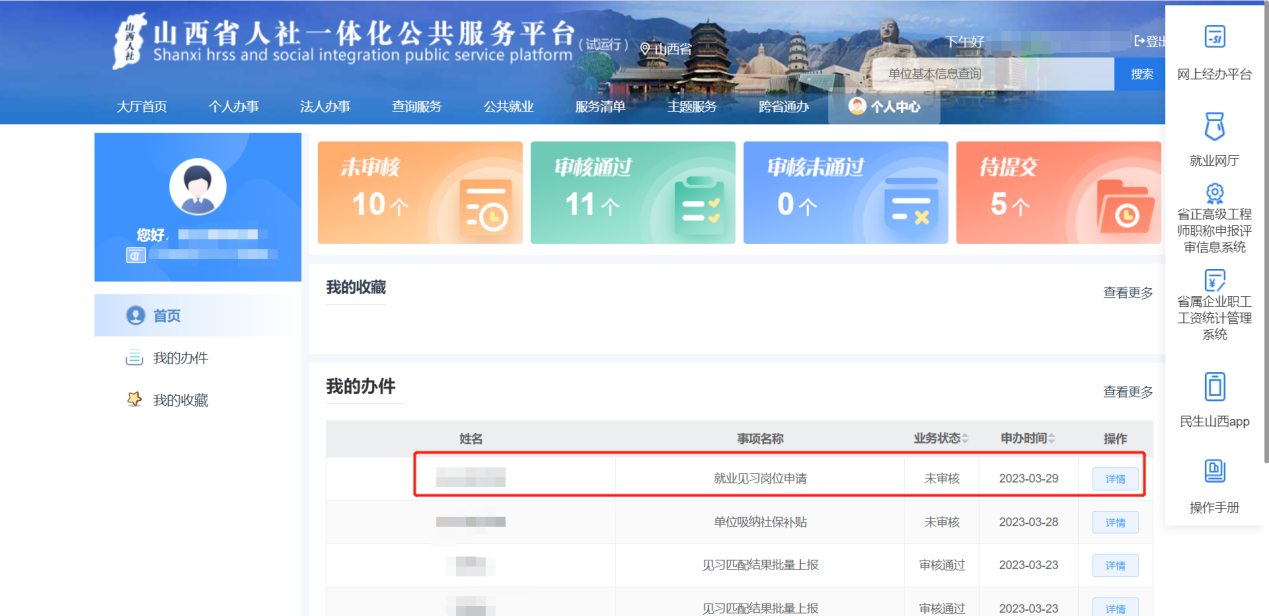 山西人社
山西省人社一体化公共服务平台(试运行)
Shanxi hrss and social integration public service platform
山西省
下午好
登出
单位基本信息查询
搜索
大厅首页 个人办事 法人办事 查询服务 公共就业 服务清单 主题服务 跨省通办 个人中心
您好,
首页
我的办件
我的收藏
未审核
10个
审核通过
11个
审核未通过
0个
待提交
5个
我的收藏
查看更多
我的办件
查看更多
姓名 事项名称 业务状态 申办时间 操作
就业见习岗位申请 未审核 2023-03-29 详情
单位吸纳社保补贴 未审核 2023-03-28 详情
见习匹配结果批量上报 审核通过 2023-03-23 详情
见习匹配结果批量上报 审核通过 2023-03-23 详情
网上经办平台
就业网厅
省正高级工程
师职称申报评
审信息系统
省属企业职工
工资统计管理
系统
民生山西app
操作手册